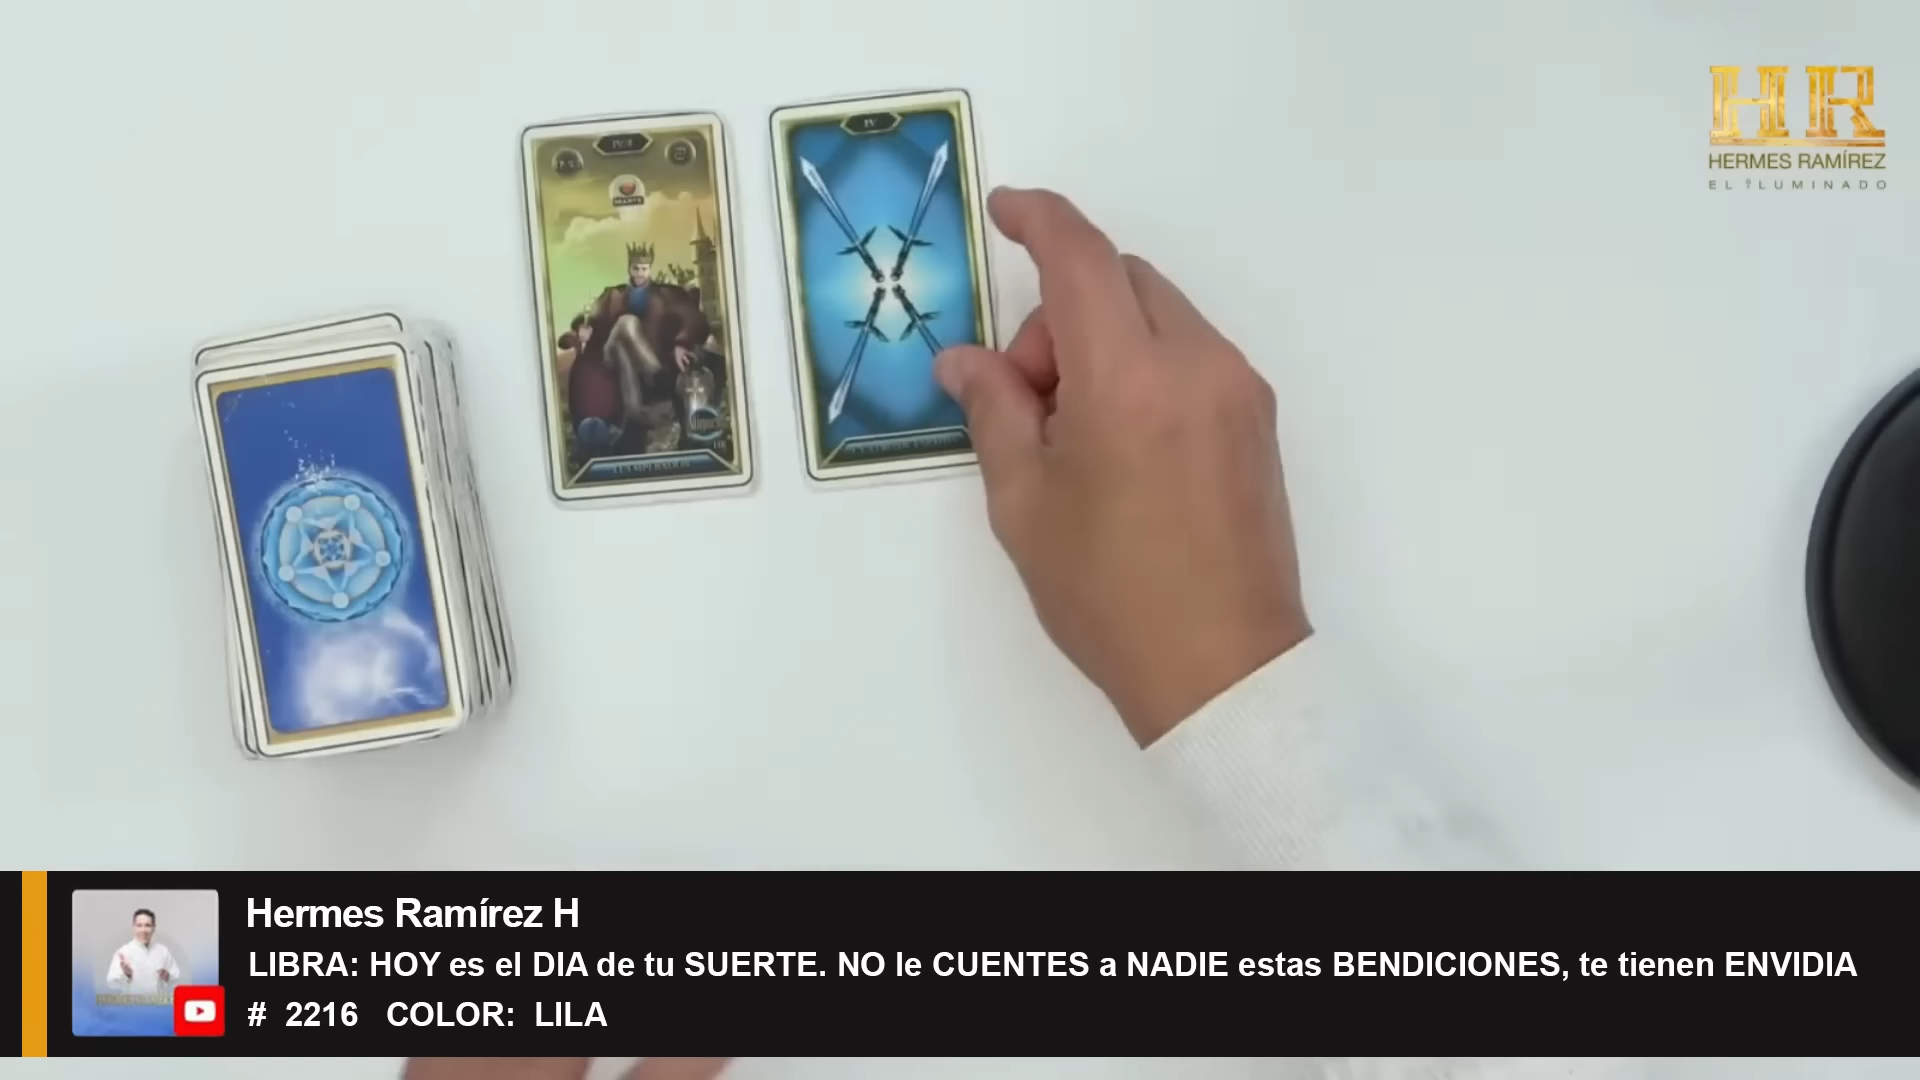 HR
HERMES RAMÍREZ
EL ILUMINADO
IV
Hermes Ramírez H
LIBRA: HOY es el DIA de tu SUERTE. NO le CUENTES a NADIE estas BENDICIONES, te tienen ENVIDIA
# 2216 COLOR: LILA